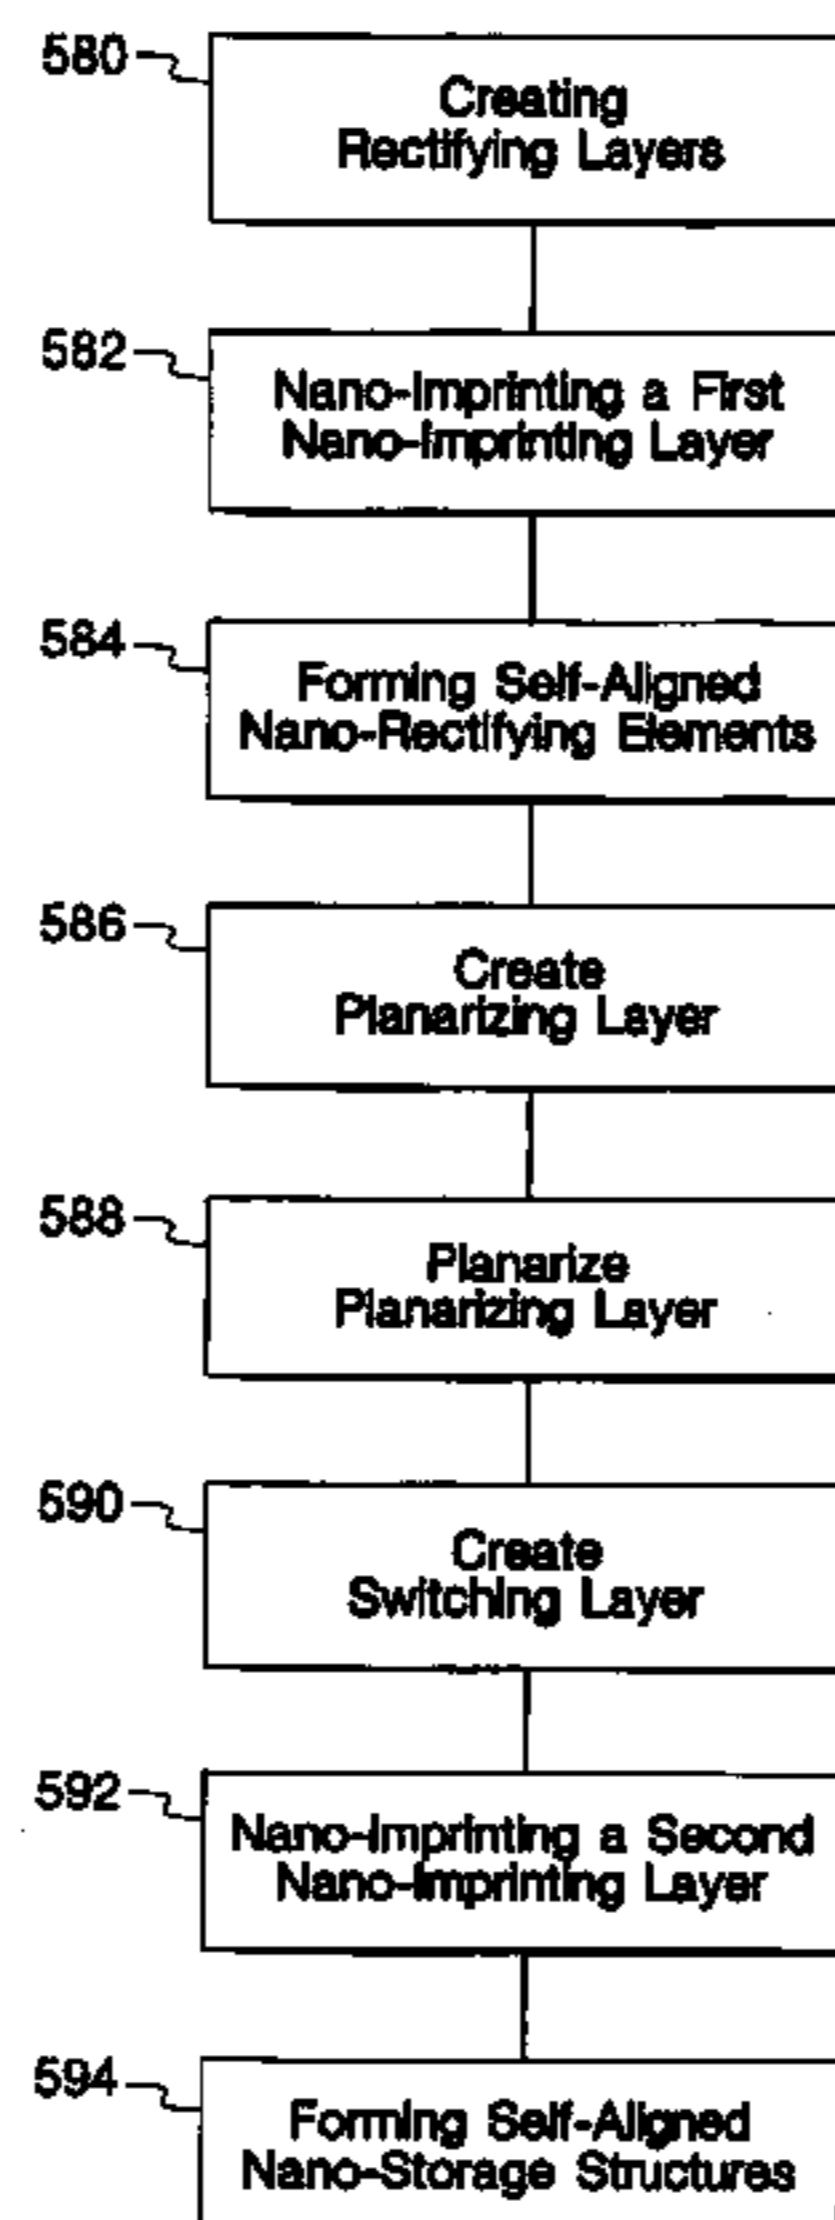 580
Creating
Rectifying Layers
582
Nano-Imprinting a First
Nano-Imprinting Layer
584
Forming Self-Aligned
Nano-Rectifying Elements
586
Create
Planarizing Layer
588
Planarize
Planarizing Layer
590
Create
Switching Layer
592
Nano-Imprinting a Second
Nano-Imprinting Layer
594
Forming Self-Aligned
Nano-Storage Structures